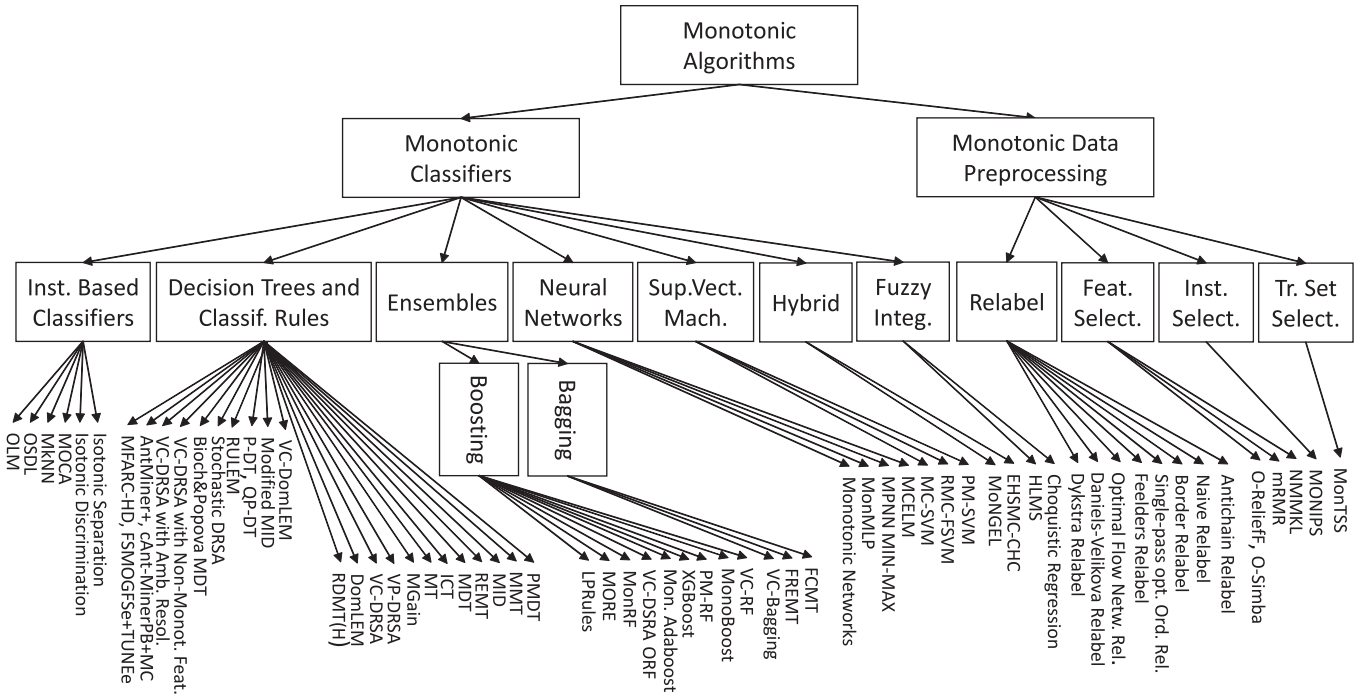 Monotonic
Algorithms
Monotonic
Classifiers
Monotonic Data
Preprocessing
Inst. Based
Classifiers
Decision Trees and
Classif. Rules
Ensembles
Neural
Networks
Sup.Vect.
Mach.
Hybrid
Fuzzy
Integ.
Relabel
Feat.
Select.
Inst.
Select.
Tr. Set
Select.
Boosting
Bagging
OLM
OSDL
MkNN
MOCA
Isotonic Discrimination
Isotonic Separation
MFARC-HD, FSMOGFSe+TUNEe
AntMiner+, cAnt-MinerPB+MC
VC-DRSA with Amb. Resol.
VC-DRSA with Non-Monot. Feat.
Bioch&Popova MDT
Stochastic DRSA
RULEM
P-DT, QP-DT
Modified MID
VC-DomLEM
RDMT(H)
DomLEM
VC-DRSA
VP-DRSA
MGain
MT
ICT
MDT
REMT
MID
MMT
PMDT
LPRules
MORE
MonRF
VC-DSRA ORF
Mon. Adaboost
XGBoost
PM-RF
MonoBoost
VC-RF
VC-Bagging
FREMT
FCMT
Monotonic Networks
MonMLP
MPNN MIN-MAX
MCELM
MC-SVM
RMC-FSVM
PM-SVM
MoNGEL
EHSMC-CHC
HLMS
Choquistic Regression
Dykstra Relabel
Daniels-Velikova Relabel
Optimal Flow Netw. Rel.
Feelders Relabel
Single-pass opt. Ord. Rel.
Border Relabel
Naive Relabel
Antichain Relabel
O-ReliefF, O-Simba
mRMR
NMMKL
MONIPS
MonTSS